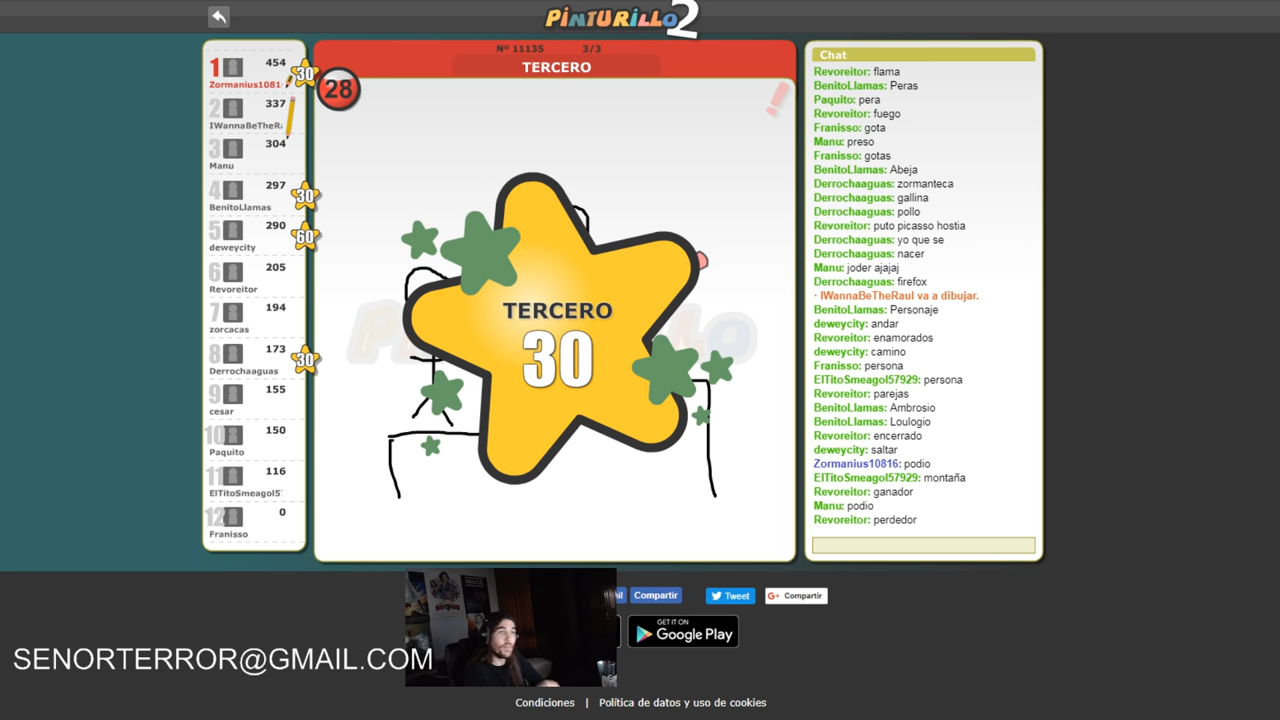 PINTURILLO 2
Nº 11135 3/3
TERCERO
28
1 454 30
Zormanius1081
2 337
IWannaBeTheRa
3 304
Manu
4 297 30
BenitoLlamas
5 290 60
deweycity
6 205
Revoreitor
7 194
zorcacas
8 173 30
Derrochaaguas
9 155
cesar
10 150
Paquito
11 116
ElTitoSmeagol5
12 0
Franisso
TERCERO
30
Chat
Revoreitor: flama
BenitoLlamas: Peras
Paquito: pera
Revoreitor: fuego
Franisso: gota
Manu: preso
Franisso: gotas
BenitoLlamas: Abeja
Derrochaaguas: zormanteca
Derrochaaguas: gallina
Derrochaaguas: pollo
Revoreitor: puto picasso hostia
Derrochaaguas: yo que se
Derrochaaguas: nacer
Manu: joder ajajaj
Derrochaaguas: firefox
· IWannaBeTheRaul va a dibujar.
BenitoLlamas: Personaje
deweycity: andar
Revoreitor: enamorados
deweycity: camino
Franisso: persona
ElTitoSmeagol57929: persona
Revoreitor: parejas
BenitoLlamas: Ambrosio
BenitoLlamas: Loulogio
Revoreitor: encerrado
deweycity: saltar
Zormanius10816: podio
ElTitoSmeagol57929: montaña
Revoreitor: ganador
Manu: podio
Revoreitor: perdedor
Compartir Tweet G+ Compartir
GET IT ON
Google Play
SENORTERROR@GMAIL.COM
Condiciones | Política de datos y uso de cookies